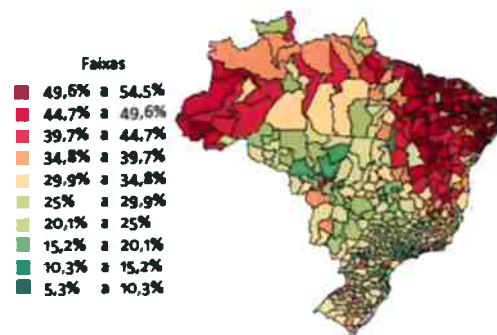 Faixas
49,6% a 54,5%
44,7% a 49,6%
39,7% a 44,7%
34,8% a 39,7%
29,9% a 34,8%
25% a 29,9%
20,1% a 25%
15,2% a 20,1%
10,3% a 15,2%
5,3% a 10,3%